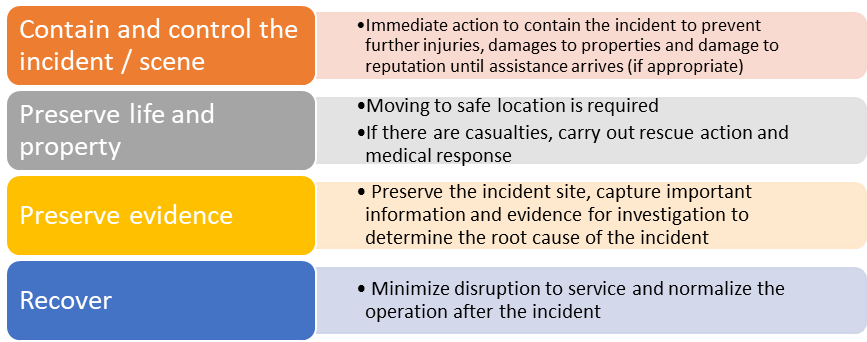 Contain and control the
incident / scene
•Immediate action to contain the incident to prevent
further injuries, damages to properties and damage to
reputation until assistance arrives (if appropriate)
Preserve life and
property
•Moving to safe location is required
•If there are casualties, carry out rescue action and
medical response
Preserve evidence
• Preserve the incident site, capture important
information and evidence for investigation to
determine the root cause of the incident
Recover
• Minimize disruption to service and normalize the
operation after the incident